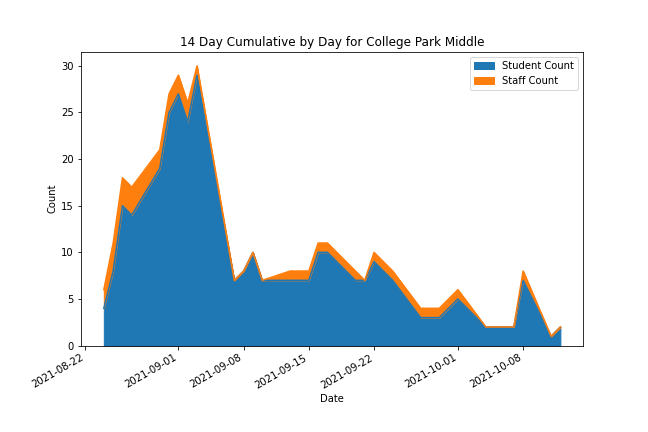 14 Day Cumulative by Day for College Park Middle
Student Count
Staff Count
Count
30
25
20
15
10
5
0
2021-08-22
2021-09-01
2021-09-08
2021-09-15
2021-09-22
2021-10-01
2021-10-08
Date